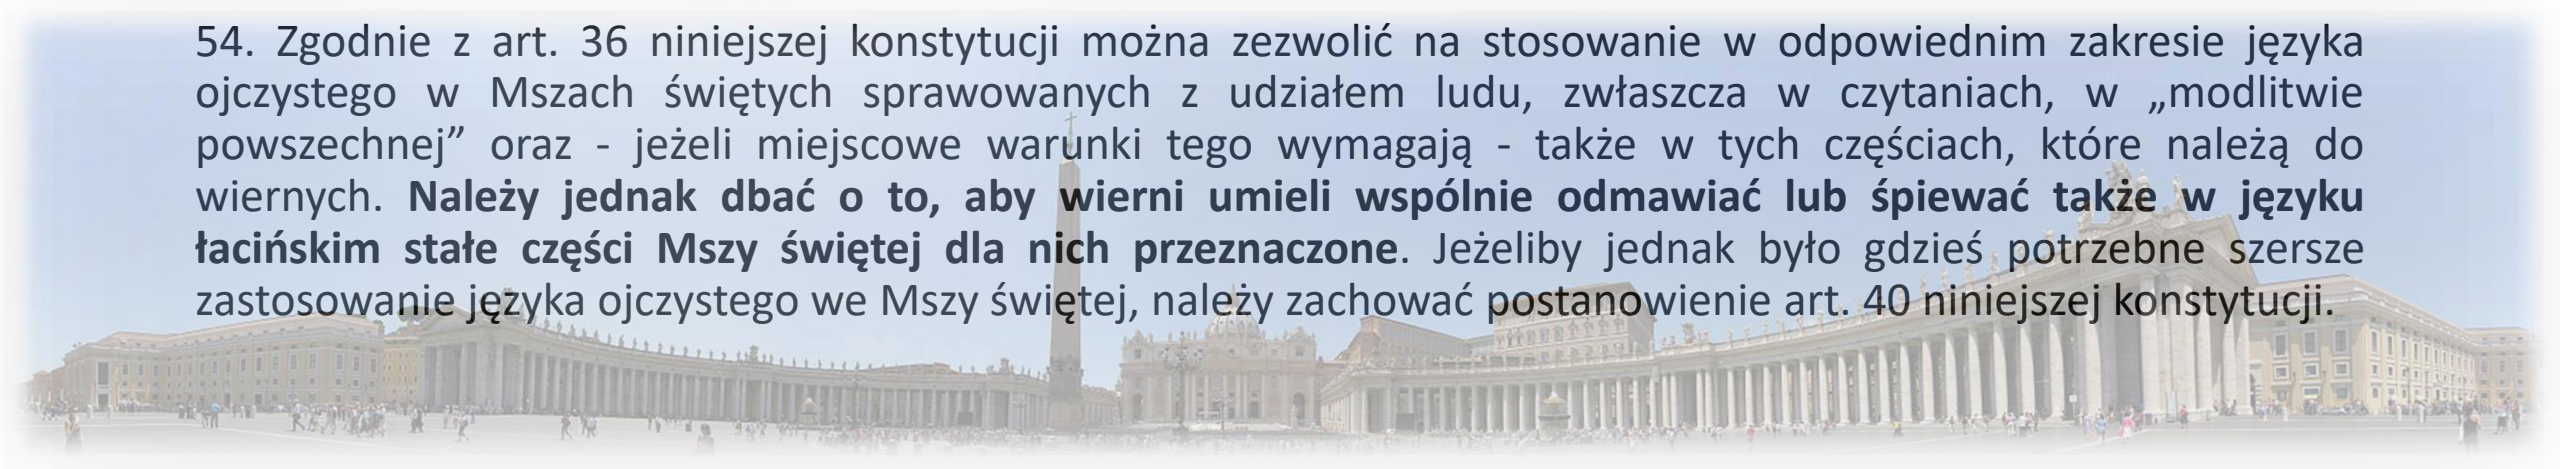 54. Zgodnie z art. 36 niniejszej konstytucji można zezwolić na stosowanie w odpowiednim zakresie języka
ojczystego w Mszach świętych sprawowanych z udziałem ludu, zwłaszcza w czytaniach, w „modlitwie
powszechnej” oraz - jeżeli miejscowe warunki tego wymagają - także w tych częściach, które należą do
wiernych. Należy jednak dbać o to, aby wierni umieli wspólnie odmawiać lub śpiewać także w języku
łacińskim stałe części Mszy świętej dla nich przeznaczone. Jeżeliby jednak było gdzieś potrzebne szersze
zastosowanie języka ojczystego we Mszy świętej, należy zachować postanowienie art. 40 niniejszej konstytucji.